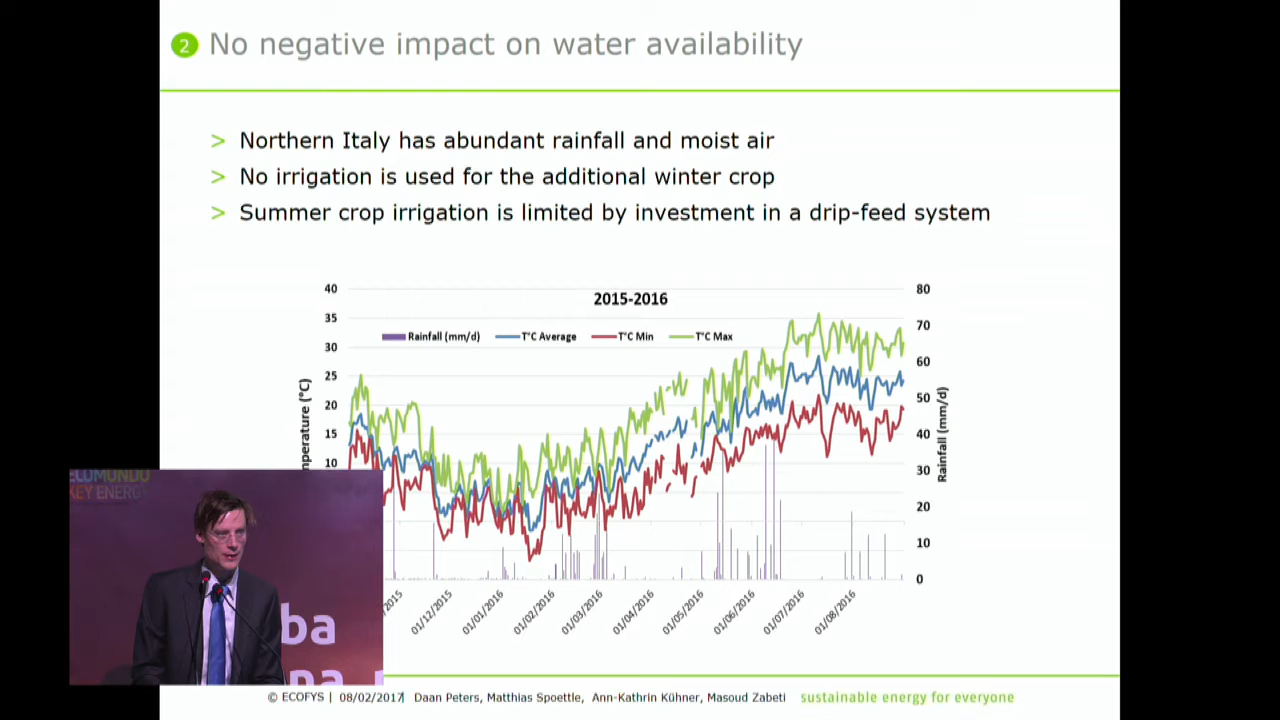 2 No negative impact on water availability
> Northern Italy has abundant rainfall and moist air
> No irrigation is used for the additional winter crop
> Summer crop irrigation is limited by investment in a drip-feed system
2015-2016
Rainfall (mm/d) T°C Average T°C Min T°C Max
40
35
30
25
20
15
10
80
70
60
50
40
30
20
10
0
Rainfall (mm/d)
01/12/2015
01/01/2016
01/02/2016
01/03/2016
01/04/2016
01/05/2016
01/06/2016
01/07/2016
01/08/2016
KEY ENERGY
ba
© ECOFYS | 08/02/2017| Daan Peters, Matthias Spoettle, Ann-Kathrin Kühner, Masoud Zabeti sustainable energy for everyone